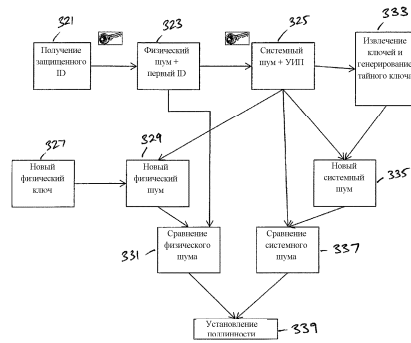 321
323
325
333
Получение
защищенного
ID
Физический
шум +
первый ID
Системный
шум + УИП
Извлечение
ключей и
генерирование
тайного ключа
327
329
335
Новый
физический
ключ
Новый
физический
шум
Новый
системный
шум
331
Сравнение
физического
шума
Сравнение
системного
шума
337
Установление
подлинности
339